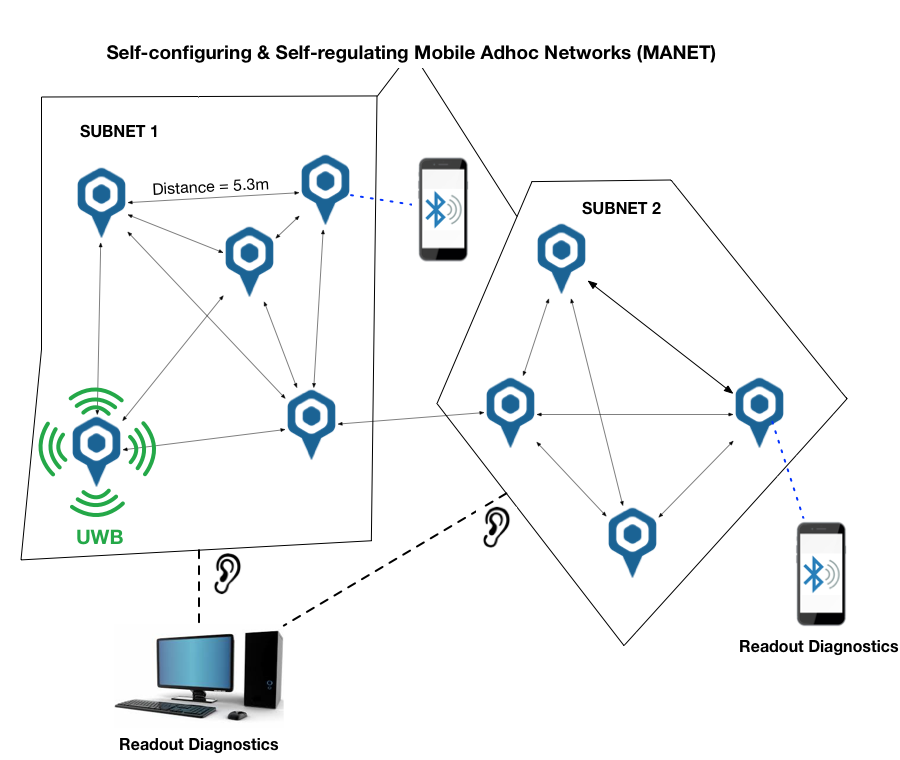 Self-configuring & Self-regulating Mobile Adhoc Networks (MANET)
SUBNET 1
Distance = 5.3m
SUBNET 2
UWB
Readout Diagnostics
Readout Diagnostics